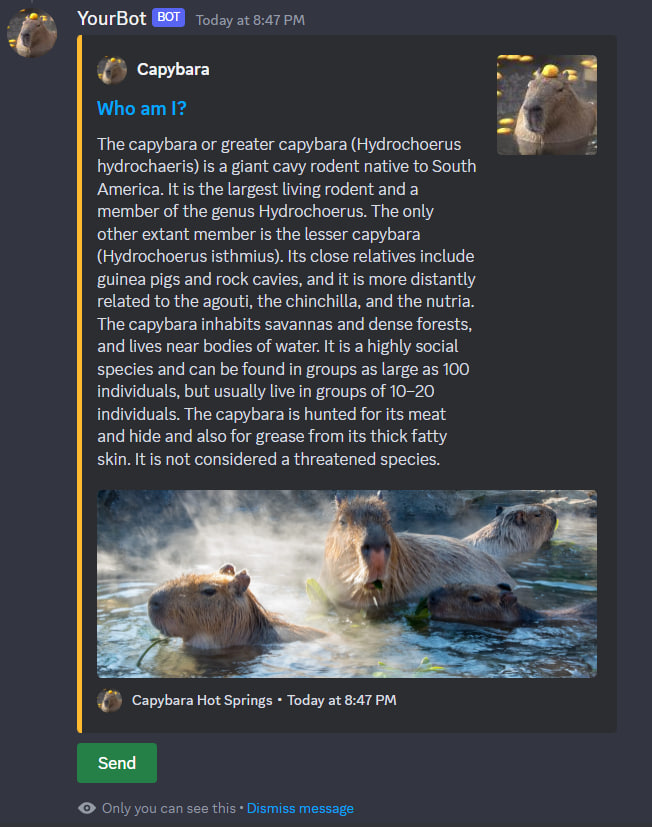 YourBot BOT Today at 8:47 PM
Capybara
Who am I?
The capybara or greater capybara (Hydrochoerus
hydrochaeris) is a giant cavy rodent native to South
America. It is the largest living rodent and a
member of the genus Hydrochoerus. The only
other extant member is the lesser capybara
(Hydrochoerus isthmius). Its close relatives include
guinea pigs and rock cavies, and it is more distantly
related to the agouti, the chinchilla, and the nutria.
The capybara inhabits savannas and dense forests,
and lives near bodies of water. It is a highly social
species and can be found in groups as large as 100
individuals, but usually live in groups of 10–20
individuals. The capybara is hunted for its meat
and hide and also for grease from its thick fatty
skin. It is not considered a threatened species.
Capybara Hot Springs • Today at 8:47 PM
Send
Only you can see this • Dismiss message